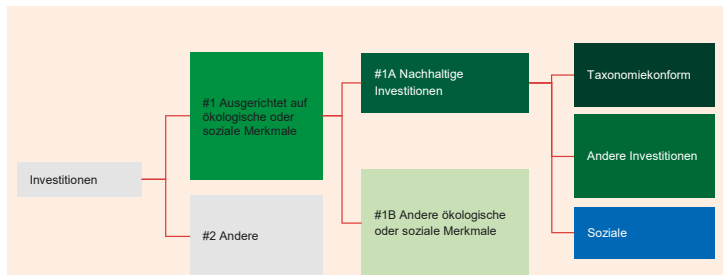 Investitionen
#1 Ausgerichtet auf
ökologische oder
soziale Merkmale
#2 Andere
#1A Nachhaltige
Investitionen
#1B Andere ökologische
oder soziale Merkmale
Taxonomiekonform
Andere Investitionen
Soziale